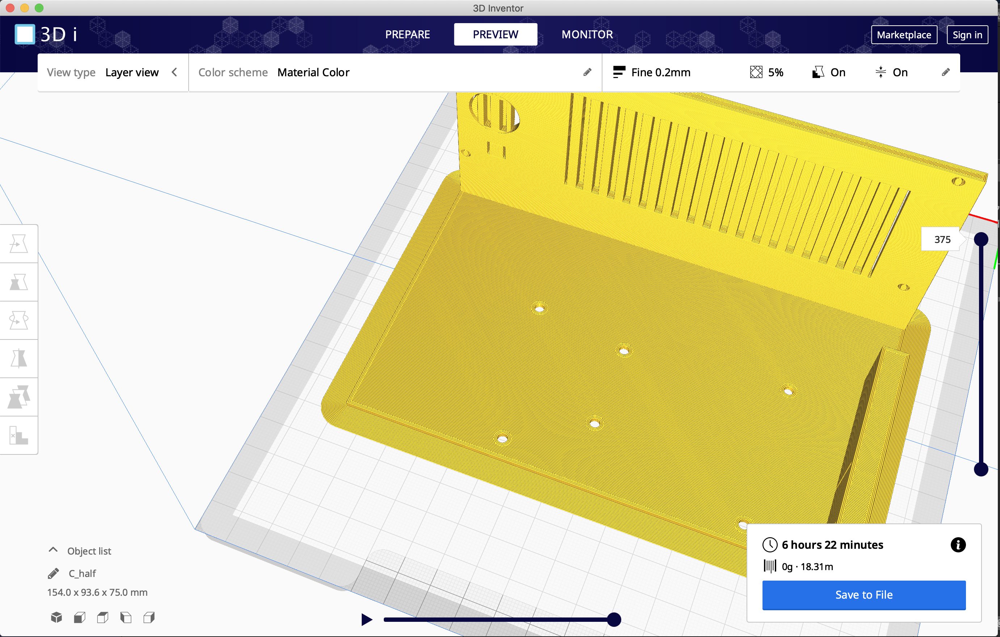 3D Inventor
3D i
PREPARE
PREVIEW
MONITOR
Marketplace
Sign in
View type Layer view
Color scheme Material Color
Fine 0.2mm
5%
On
On
375
6 hours 22 minutes
0g · 18.31m
Save to File
Object list
C_half
154.0 x 93.6 x 75.0 mm